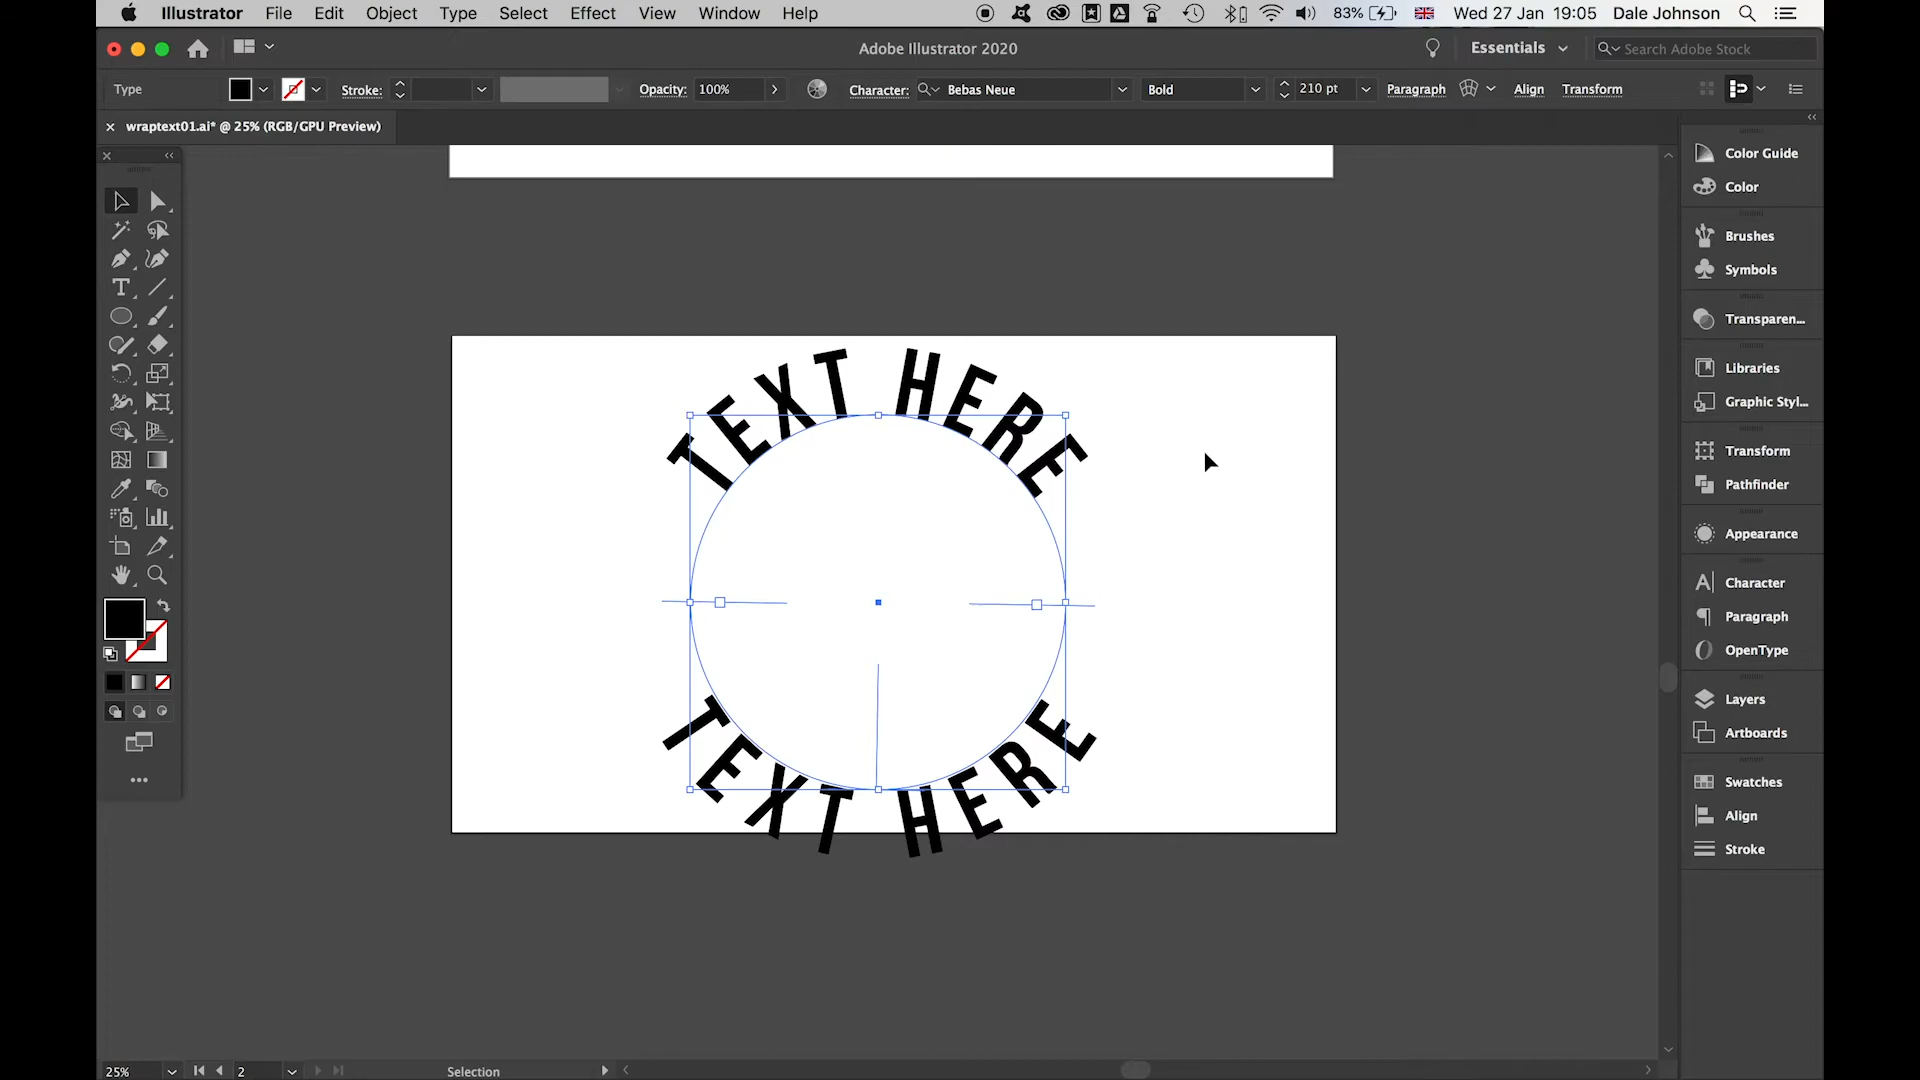 Illustrator File Edit Object Type Select Effect View Window Help 83% Wed 27 Jan 19:05 Dale Johnson
Adobe Illustrator 2020 Essentials Search Adobe Stock
Type Stroke: Opacity: 100% Character: Bebas Neue Bold 210 pt Paragraph Align Transform
wraptext01.ai* @ 25% (RGB/GPU Preview)
TEXT HERE
TEXT HERE
Color Guide
Color
Brushes
Symbols
Transparen...
Libraries
Graphic Styl...
Transform
Pathfinder
Appearance
Character
Paragraph
OpenType
Layers
Artboards
Swatches
Align
Stroke
25% 2 Selection